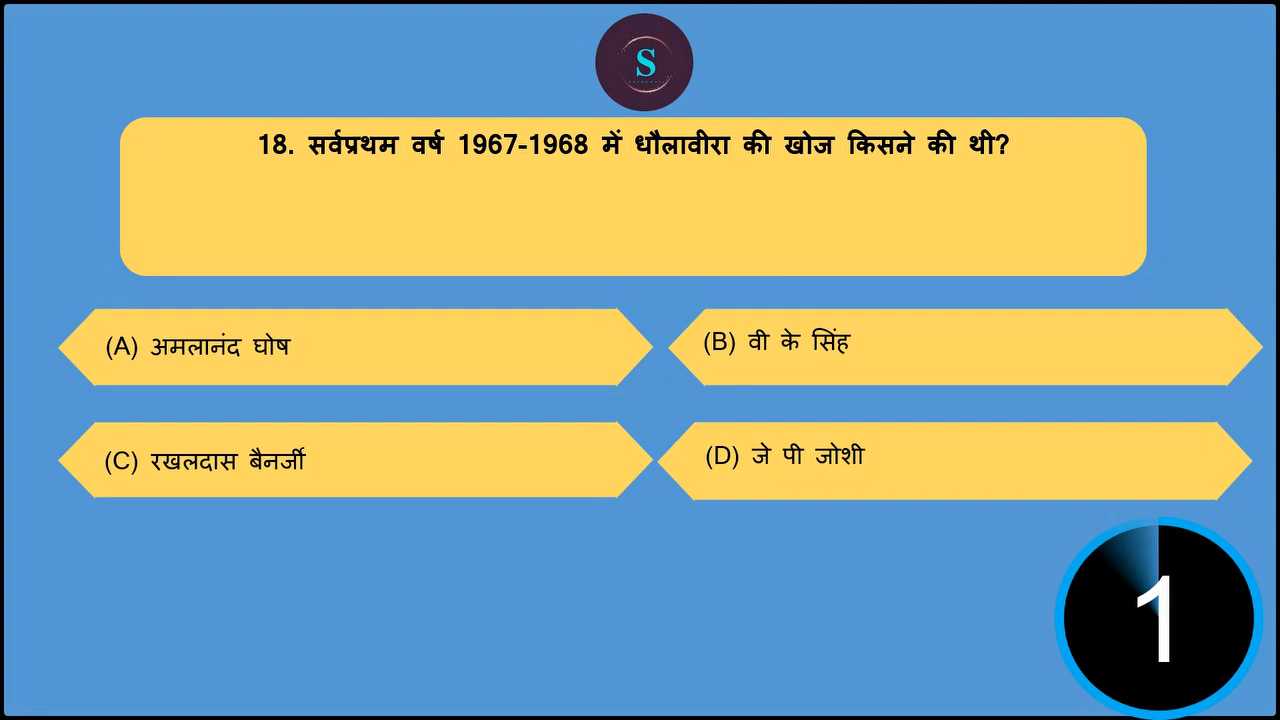 S
18. सर्वप्रथम वर्ष 1967-1968 में धौलावीरा की खोज किसने की थी?
(A) अमलानंद घोष
(B) वी के सिंह
(C) रखलदास बैनर्जी
(D) जे पी जोशी
1